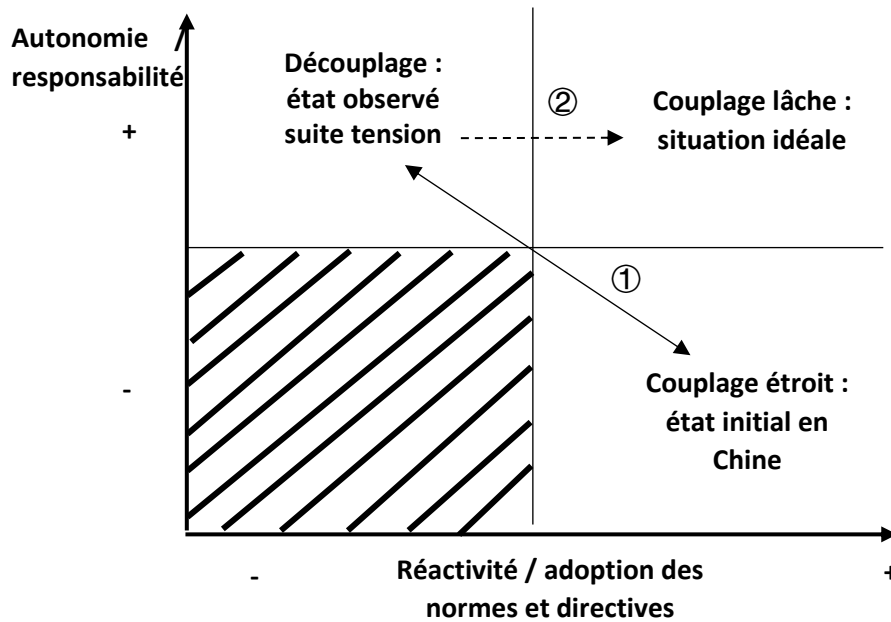 Autonomie /
responsabilité
+
Découplage :
état observé
suite tension
②
Couplage lâche :
situation idéale
①
-
Couplage étroit :
état initial en
Chine
-
Réactivité / adoption des
normes et directives
+